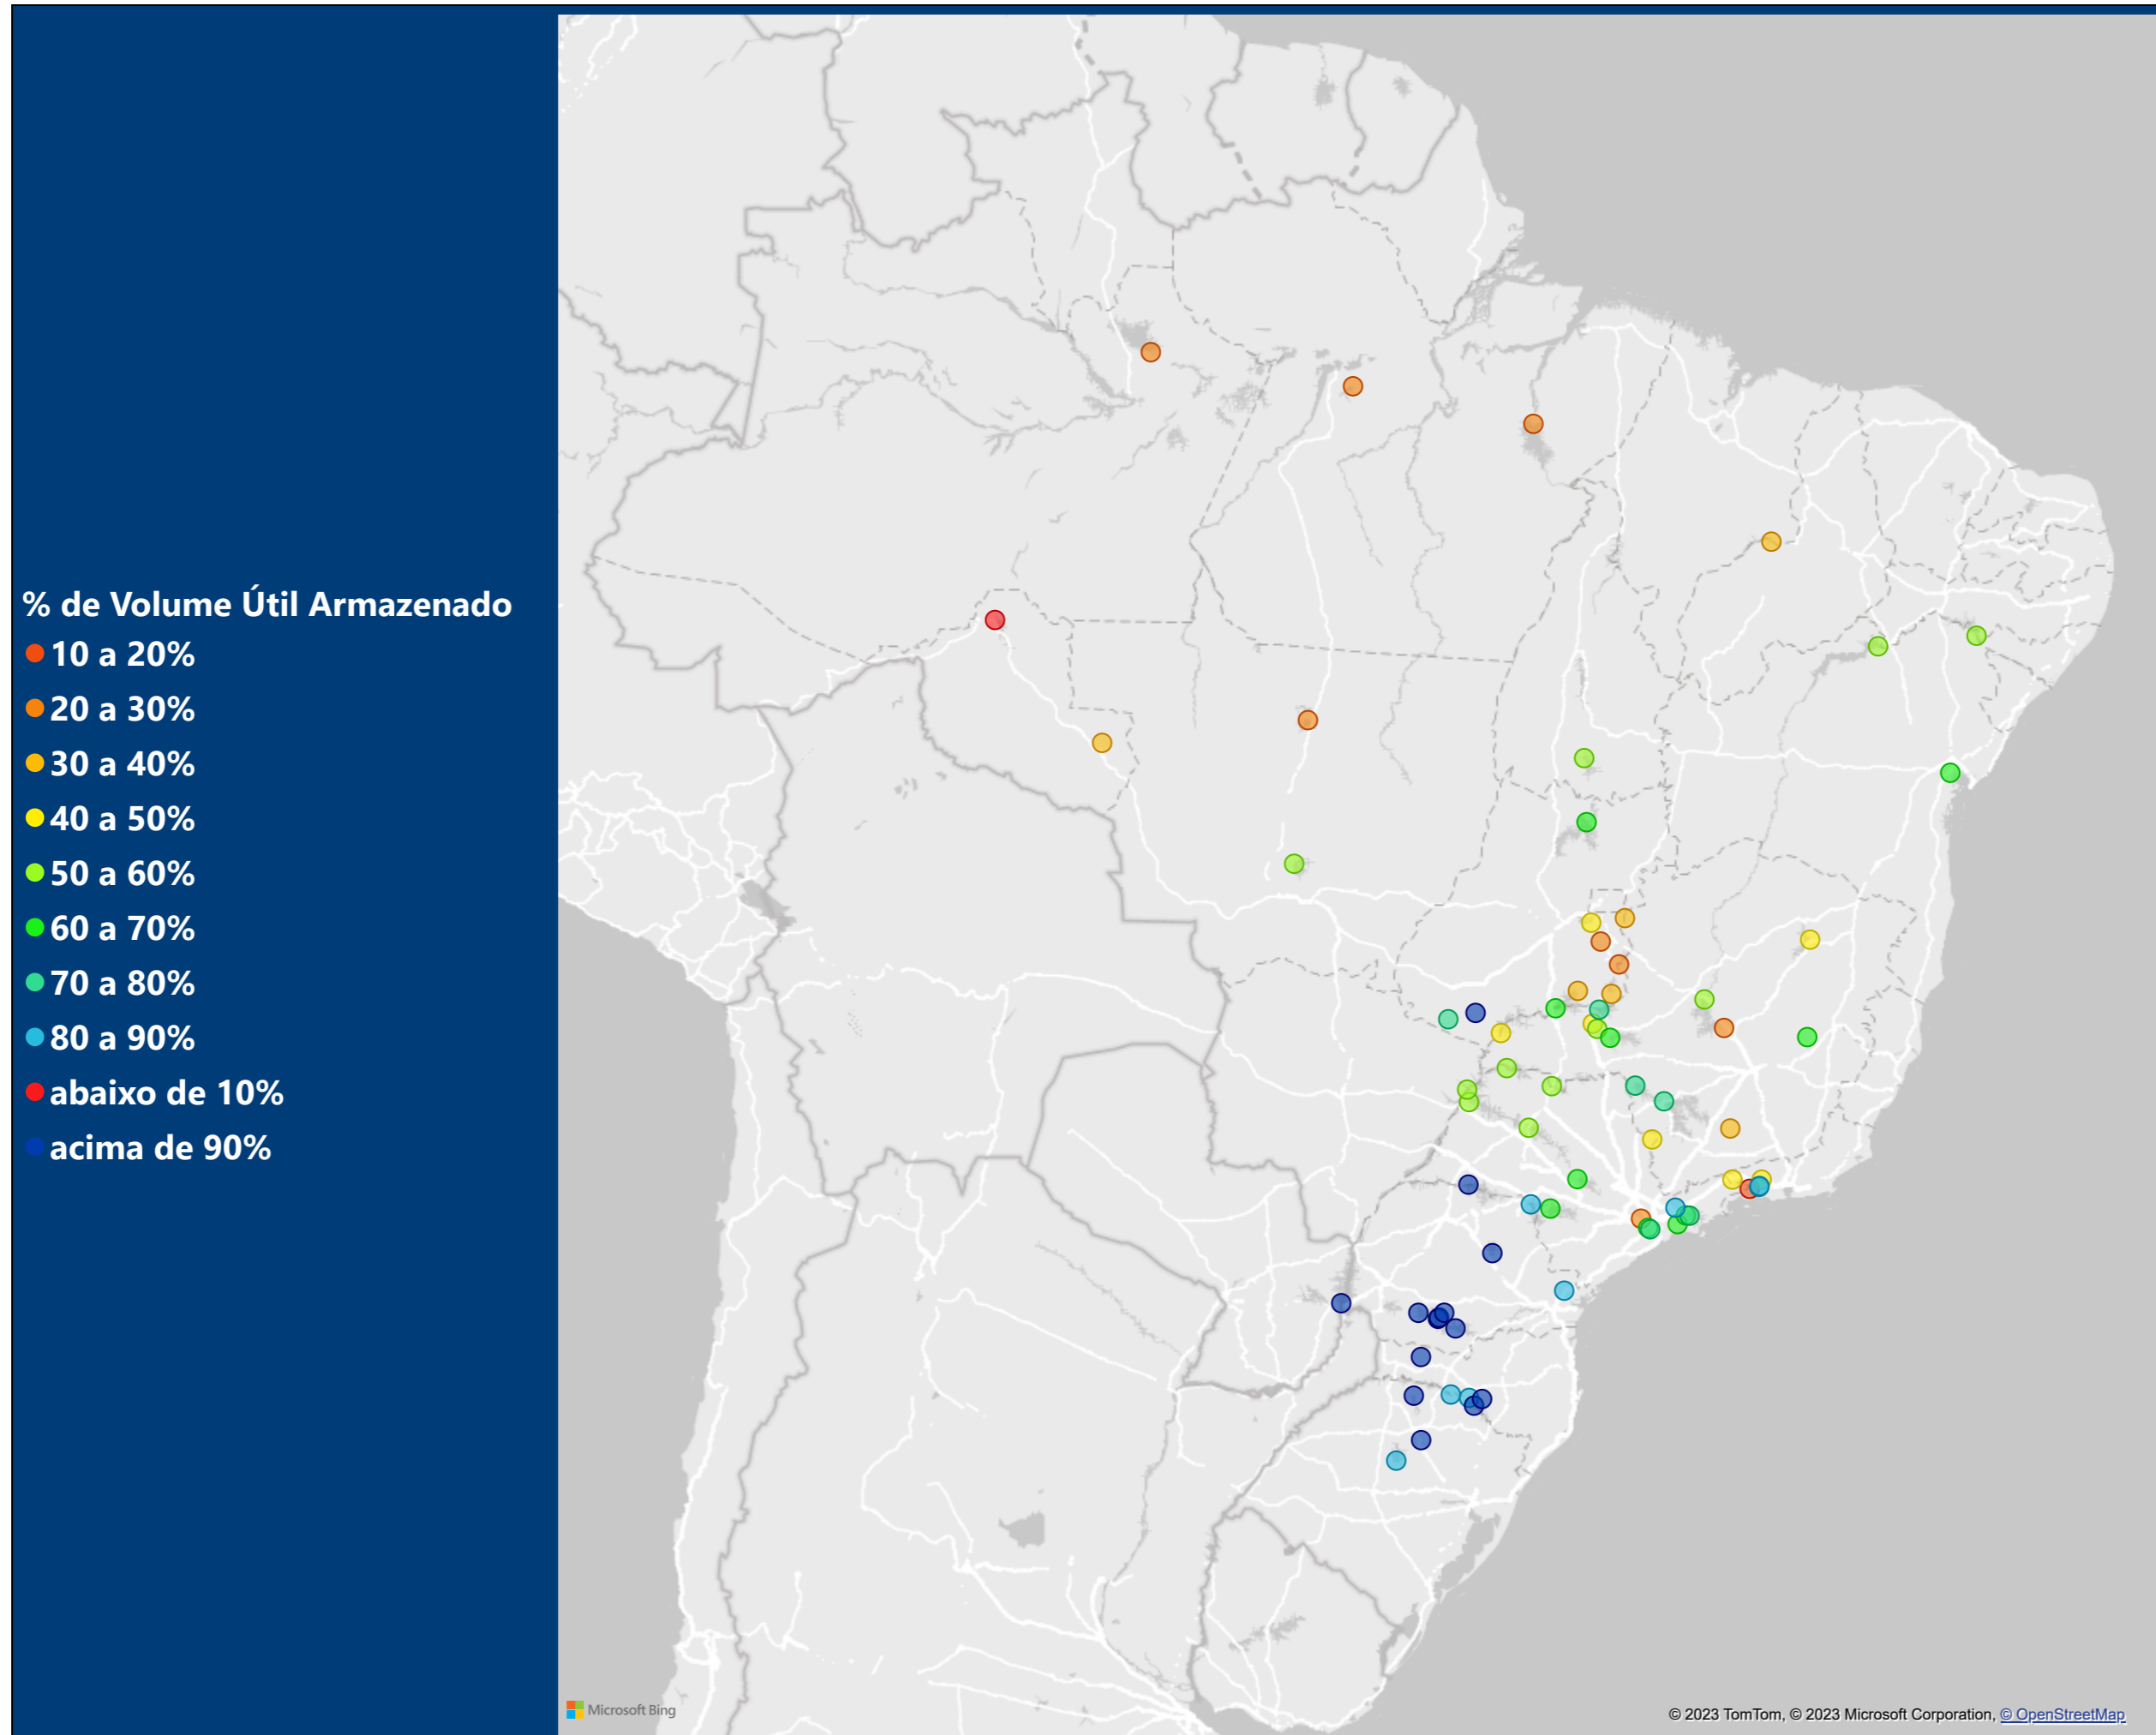 % de Volume Útil Armazenado
10 a 20%
20 a 30%
30 a 40%
40 a 50%
50 a 60%
60 a 70%
70 a 80%
80 a 90%
abaixo de 10%
acima de 90%
Microsoft Bing
© 2023 TomTom, © 2023 Microsoft Corporation, © OpenStreetMap